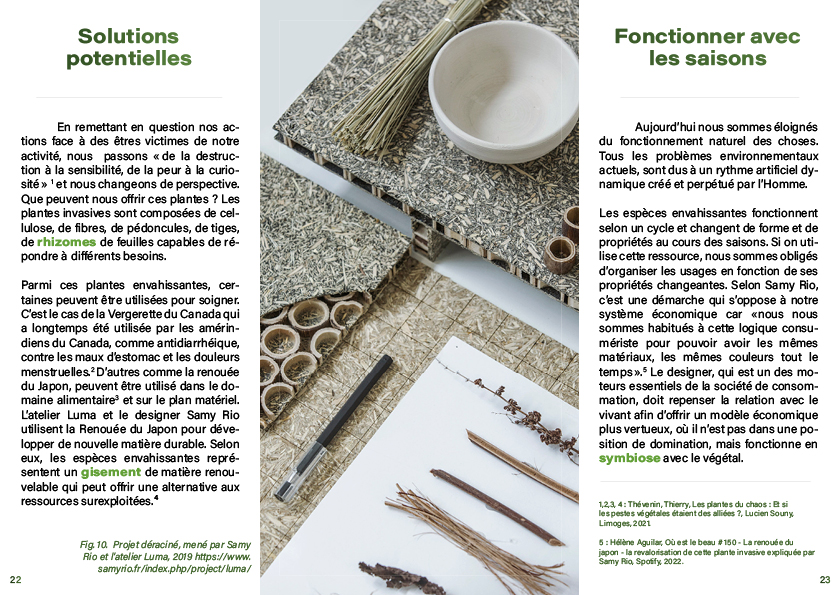 Solutions
potentielles
En remettant en question nos ac-
tions face à des êtres victimes de notre
activité, nous passons « de la destruc-
tion à la sensibilité, de la peur à la curio-
sité » ¹ et nous changeons de perspective.
Que peuvent nous offrir ces plantes ? Les
plantes invasives sont composées de cel-
lulose, de fibres, de pédoncules, de tiges,
de rhizomes de feuilles capables de ré-
pondre à différents besoins.
Parmi ces plantes envahissantes, cer-
taines peuvent être utilisées pour soigner.
C'est le cas de la Vergerette du Canada qui
a longtemps été utilisée par les amérin-
diens du Canada, comme antidiarrhéique,
contre les maux d'estomac et les douleurs
menstruelles.² D'autres comme la renouée
du Japon, peuvent être utilisé dans le do-
maine alimentaire³ et sur le plan matériel.
L'atelier Luma et le designer Samy Rio
utilisent la Renouée du Japon pour déve-
lopper de nouvelle matière durable. Selon
eux, les espèces envahissantes repré-
sentent un gisement de matière renou-
velable qui peut offrir une alternative aux
ressources surexploitées.⁴
Fig.10. Projet déraciné, mené par Samy
Rio et l'atelier Luma, 2019 https://www.
samyrio.fr/index.php/project/luma/
22
Fonctionner avec
les saisons
Aujourd'hui nous sommes éloignés
du fonctionnement naturel des choses.
Tous les problèmes environnementaux
actuels, sont dus à un rythme artificiel dy-
namique créé et perpétué par l'Homme.
Les espèces envahissantes fonctionnent
selon un cycle et changent de forme et de
propriétés au cours des saisons. Si on uti-
lise cette ressource, nous sommes obligés
d'organiser les usages en fonction de ses
propriétés changeantes. Selon Samy Rio,
c'est une démarche qui s'oppose à notre
système économique car «nous nous
sommes habitués à cette logique consu-
mériste pour pouvoir avoir les mêmes
matériaux, les mêmes couleurs tout le
temps».⁵ Le designer, qui est un des mo-
teurs essentiels de la société de consom-
mation, doit repenser la relation avec le
vivant afin d'offrir un modèle économique
plus vertueux, où il n'est pas dans une po-
sition de domination, mais fonctionne en
symbiose avec le végétal.
1,2,3, 4 : Thévenin, Thierry, Les plantes du chaos : Et si
les pestes végétales étaient des alliées ?, Lucien Souny,
Limoges, 2021.
5 : Hélène Aguilar, Où est le beau #150 - La renouée du
japon - la revalorisation de cette plante invasive expliquée par
Samy Rio, Spotify, 2022.
23